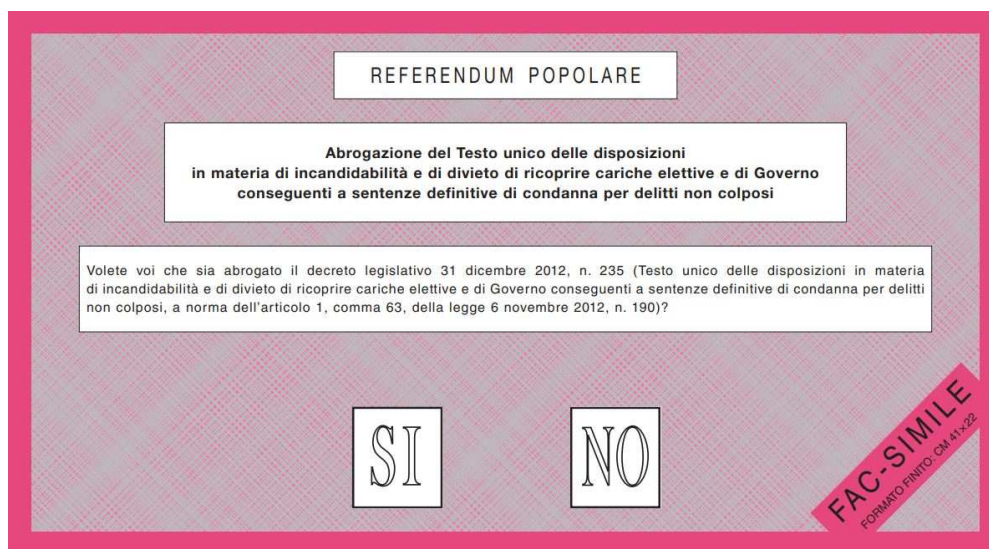 REFERENDUM POPOLARE
Abrogazione del Testo unico delle disposizioni
in materia di incandidabilità e di divieto di ricoprire cariche elettive e di Governo
conseguenti a sentenze definitive di condanna per delitti non colposi
Volete voi che sia abrogato il decreto legislativo 31 dicembre 2012, n. 235 (Testo unico delle disposizioni in materia
di incandidabilità e di divieto di ricoprire cariche elettive e di Governo conseguenti a sentenze definitive di condanna per delitti
non colposi, a norma dell'articolo 1, comma 63, della legge 6 novembre 2012, n. 190)?
SI
NO
FAC-SIMILE
FORMATO FINITO: CM 41×22